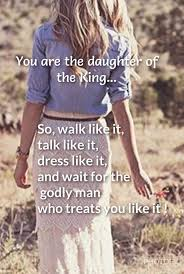 You are the daughter of
the King...
So, walk like it,
talk like it,
dress like it,
and wait for the
godly man
who treats you like it !